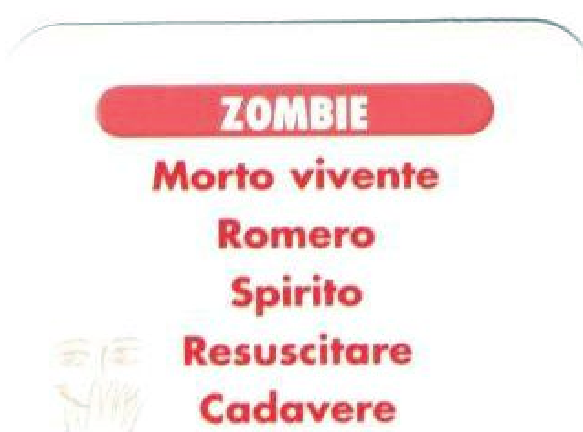 ZOMBIE
Morto vivente
Romero
Spirito
Resuscitare
Cadavere